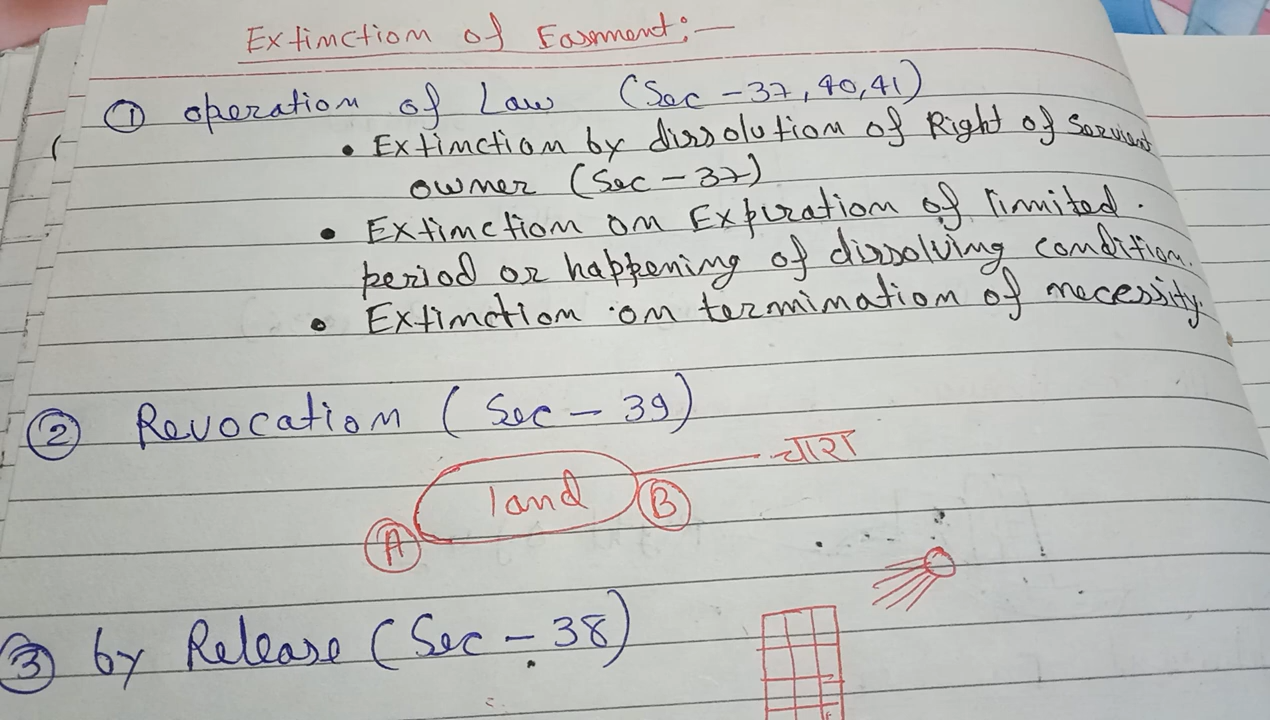 Extinction of Easement:-
① operation of Law (Sec-37,40,41)
• Extinction by dissolution of Right of Servient
owner (Sec-37)
• Extinction on Expiration of limited.
period or happening of dissolving condition.
• Extinction on termination of necessity.
② Revocation (Sec-39)
चारा
land
A
B
③ by Release (Sec-38)